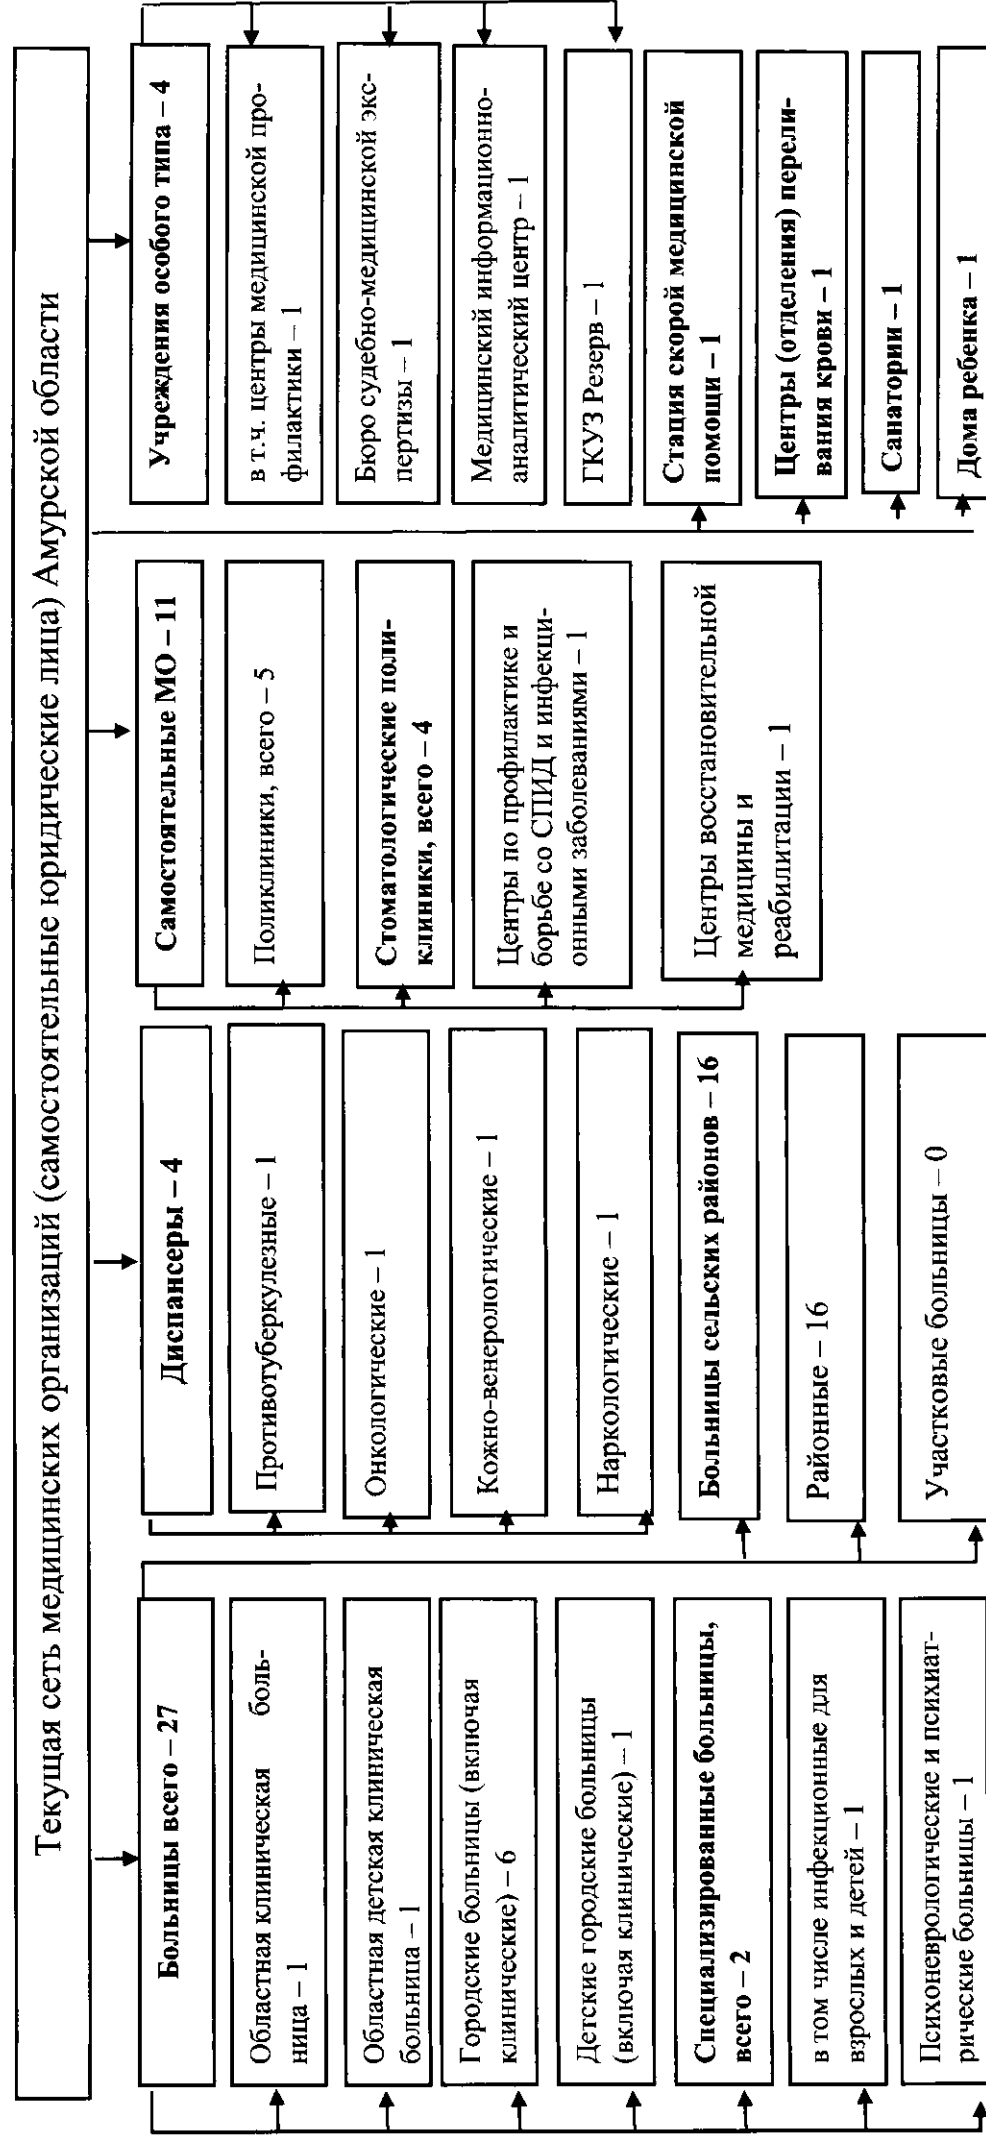 Текущая сеть медицинских организаций (самостоятельные юридические лица) Амурской области
Больницы всего – 27
Областная клиническая боль-
ница – 1
Областная детская клиническая
больница – 1
Городские больницы (включая
клинические) – 6
Детские городские больницы
(включая клинические) – 1
Специализированные больницы,
всего – 2
в том числе инфекционные для
взрослых и детей – 1
Психоневрологические и психиат-
рические больницы – 1
Диспансеры – 4
Противотуберкулезные – 1
Онкологические – 1
Кожно-венерологические – 1
Наркологические – 1
Больницы сельских районов – 16
Районные – 16
Участковые больницы – 0
Самостоятельные МО – 11
Поликлиники, всего – 5
Стоматологические поли-
клиники, всего – 4
Центры по профилактике и
борьбе со СПИД и инфекци-
онными заболеваниями – 1
Центры восстановительной
медицины и
реабилитации – 1
Учреждения особого типа – 4
в т.ч. центры медицинской про-
филактики – 1
Бюро судебно-медицинской экс-
пертизы – 1
Медицинский информационно-
аналитический центр – 1
ГКУЗ Резерв – 1
Стация скорой медицинской
помощи – 1
Центры (отделения) перели-
вания крови – 1
Санатории – 1
Дома ребенка – 1